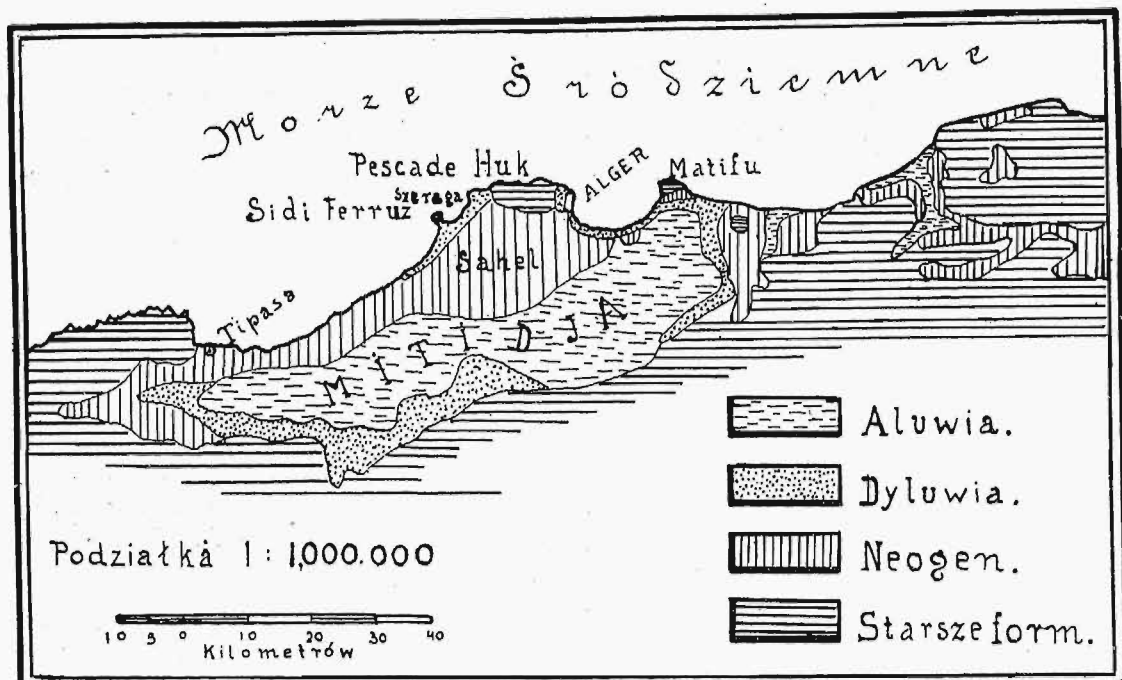 Morze Śródziemne
Pescade Huk
ALGER
Matifu
Szeraga
Sidi Ferruz
Sahel
Tipasa
MITIDJA
Aluwia.
Dyluwia.
Neogen.
Starsze form.
Podziałka 1 : 1,000.000
10 5 0 10 20 30 40
Kilometrów